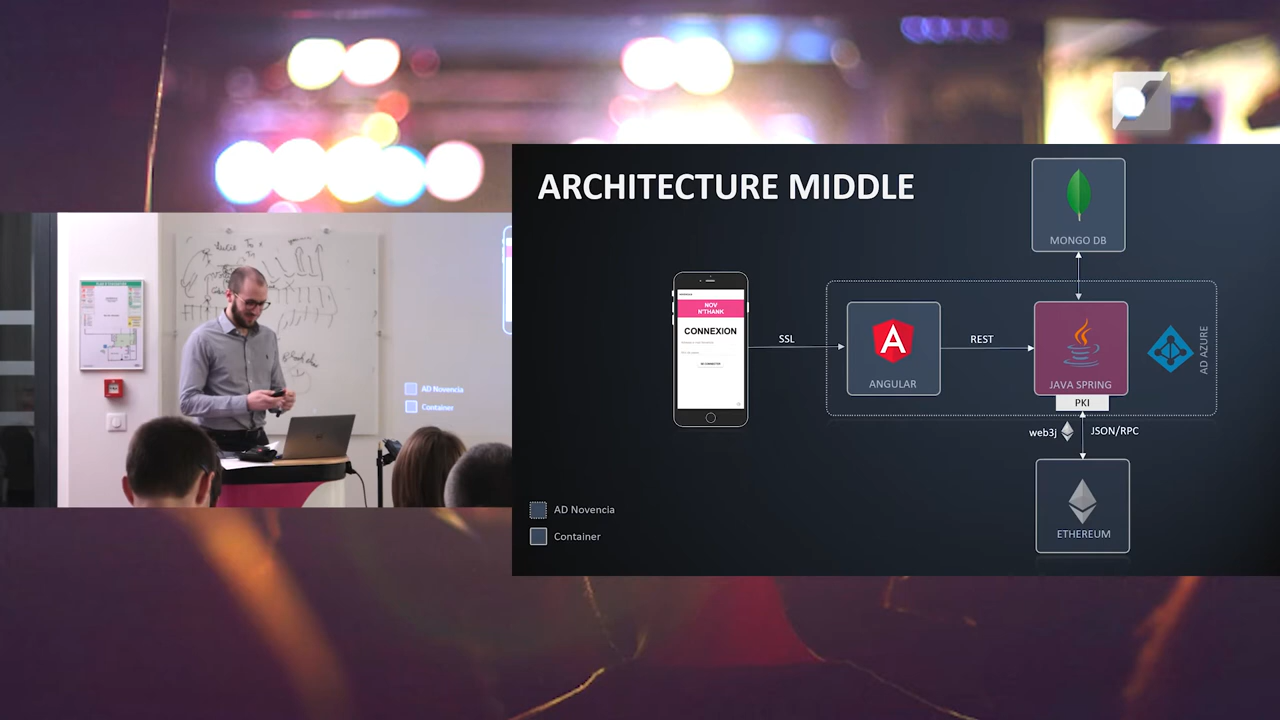 ARCHITECTURE MIDDLE
MONGO DB
NOV
N'THANK
CONNEXION
SSL
ANGULAR
REST
JAVA SPRING
AD AZURE
PKI
web3j
JSON/RPC
ETHEREUM
AD Novencia
Container
AD Novencia
Container